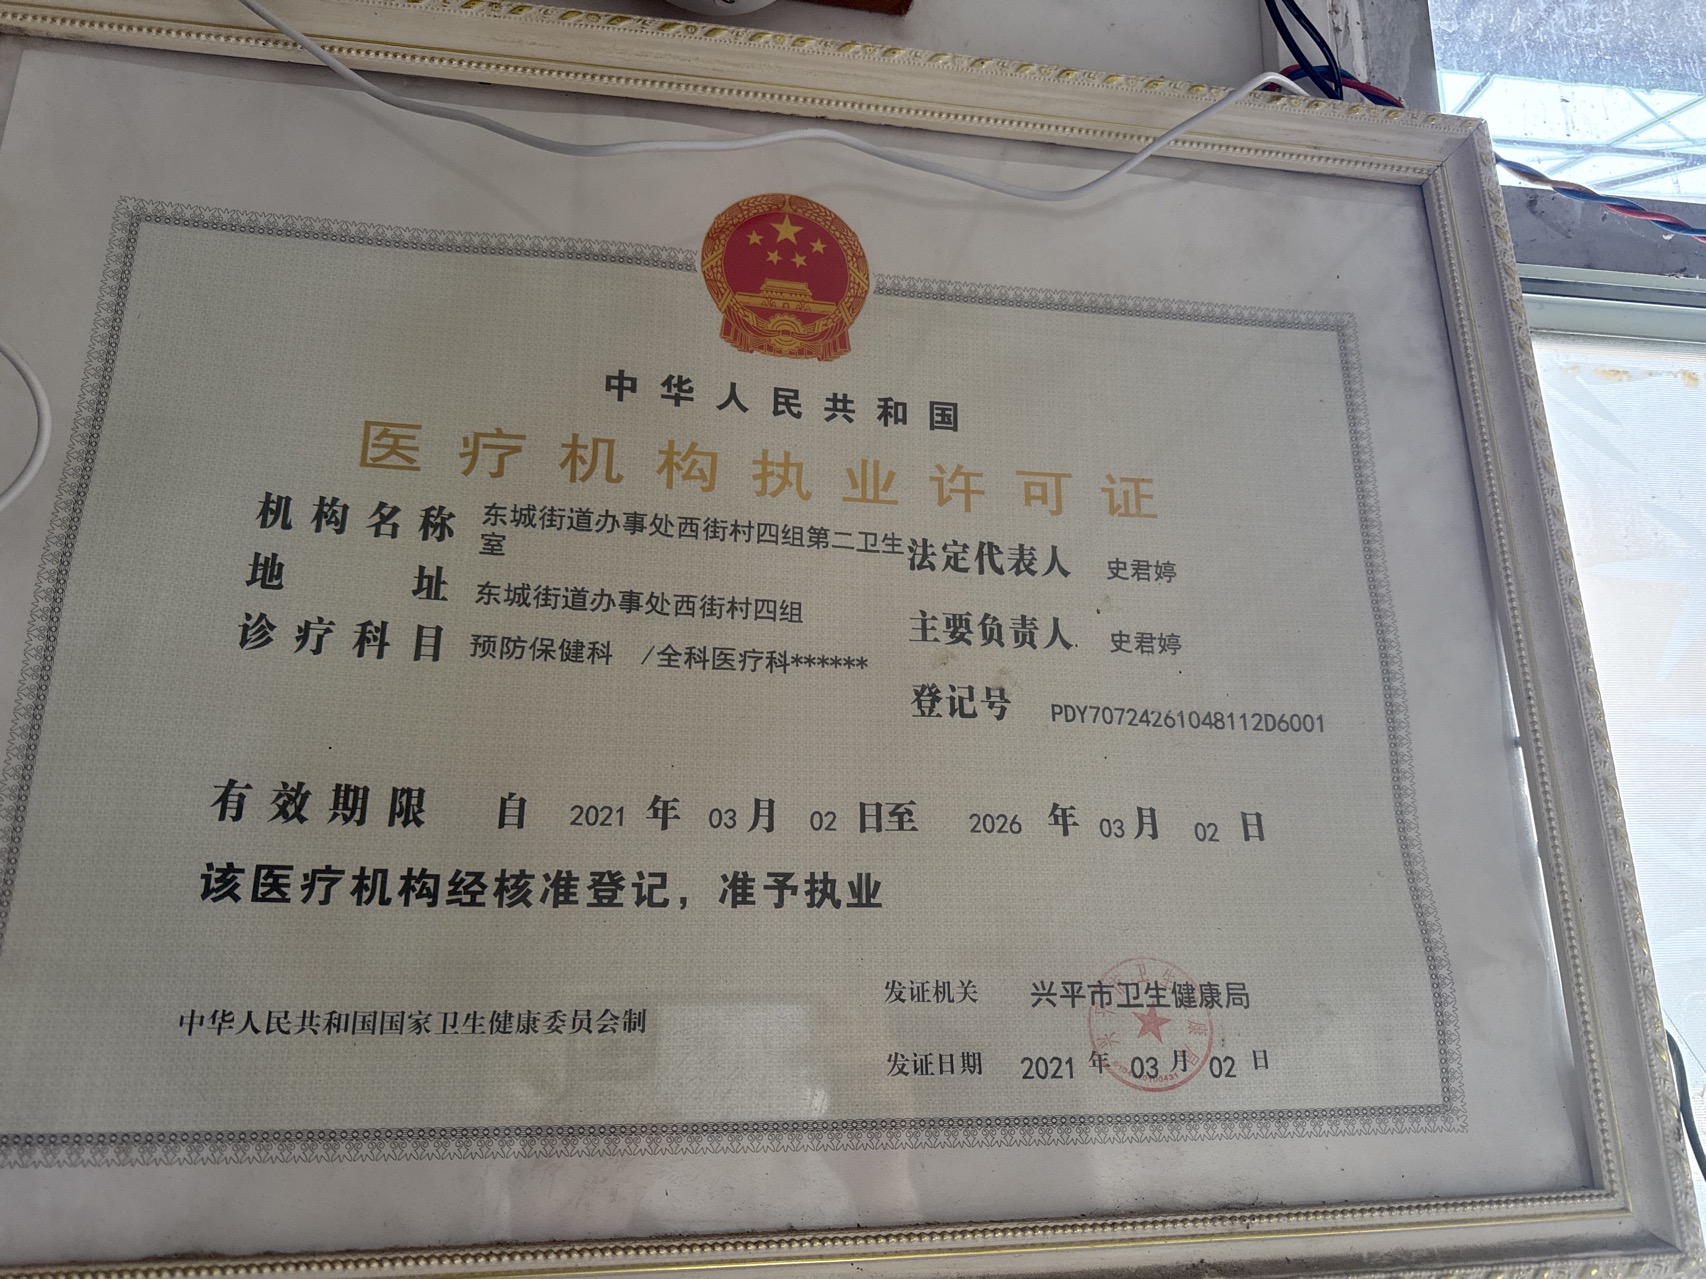 中华人民共和国
医疗机构执业许可证
机构名称 东城街道办事处西街村四组第二卫生室
地址 东城街道办事处西街村四组
诊疗科目 预防保健科 /全科医疗科******
法定代表人 史君婷
主要负责人 史君婷
登记号 PDY70724261048112D6001
有效期限 自 2021 年 03 月 02 日至 2026 年 03 月 02 日
该医疗机构经核准登记，准予执业
中华人民共和国国家卫生健康委员会制
发证机关 兴平市卫生健康局
发证日期 2021 年 03 月 02 日